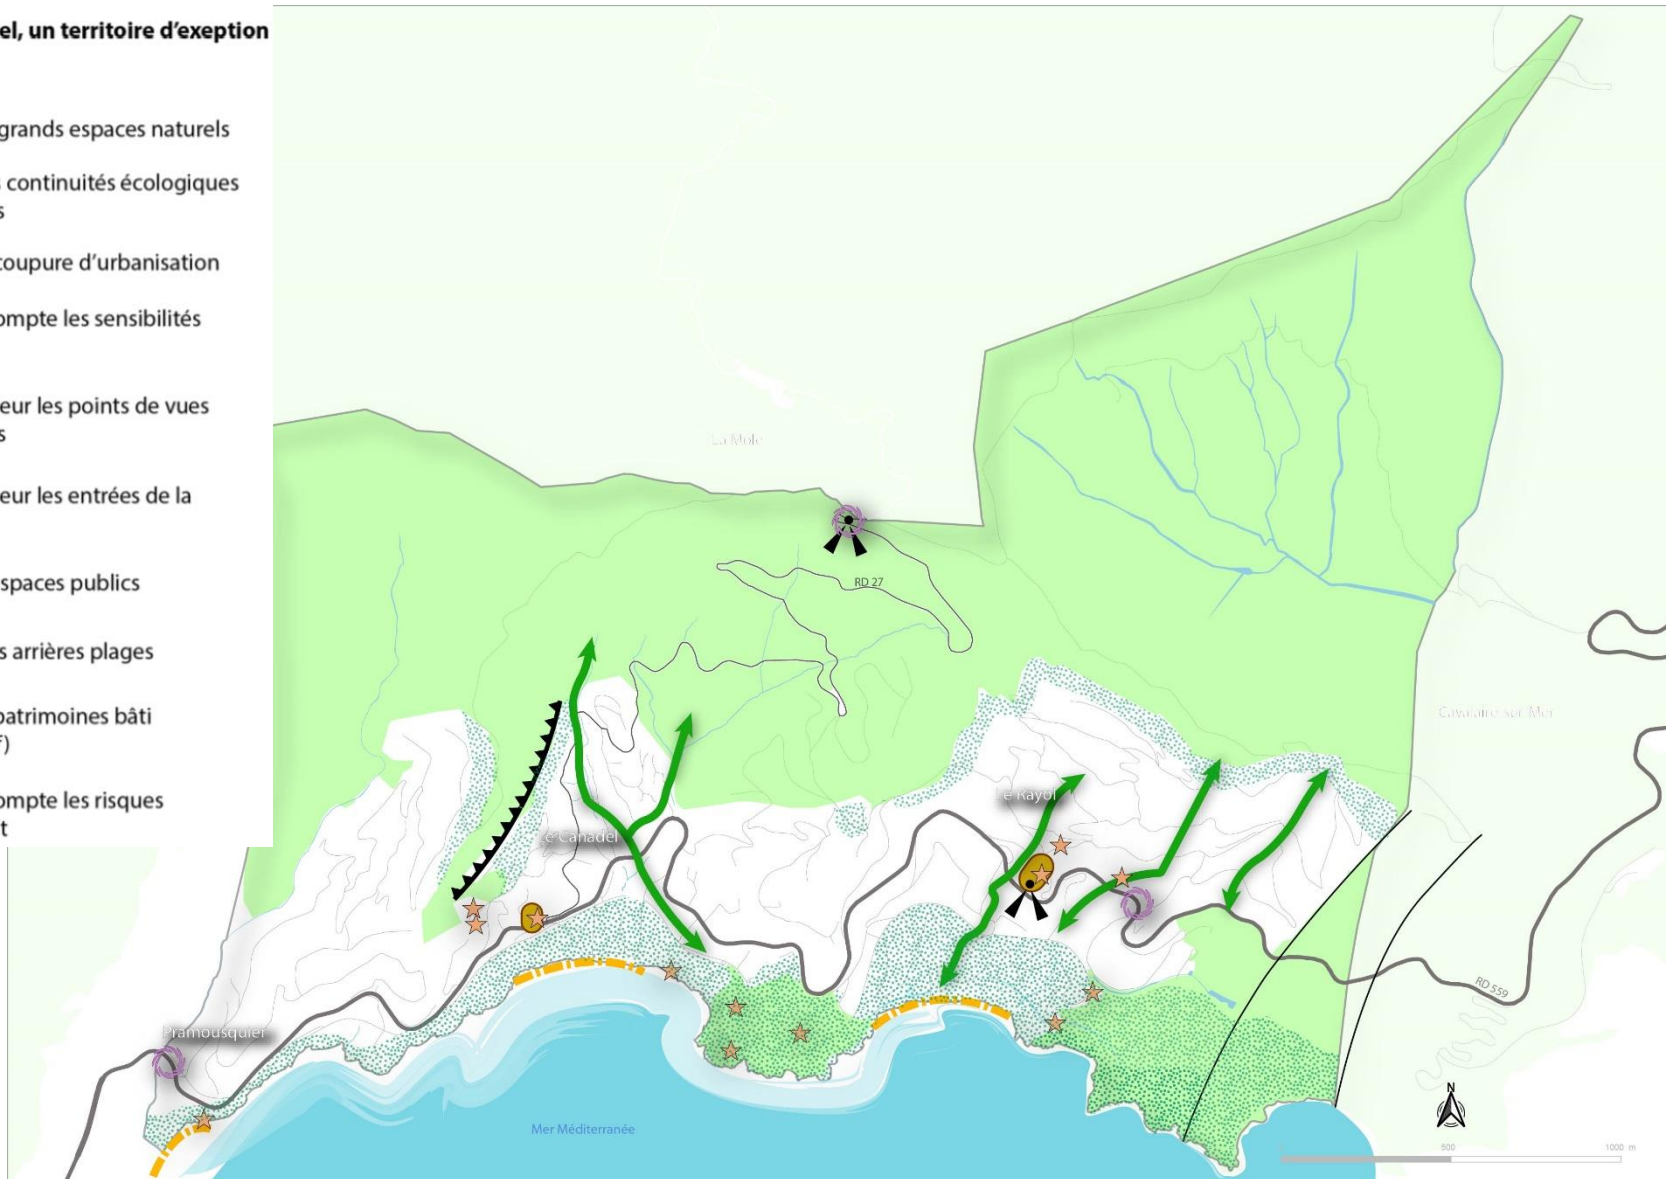 el, un territoire d'exeption
grands espaces naturels
s continuités écologiques
s
coupure d'urbanisation
ompte les sensibilités
eur les points de vues
s
eur les entrées de la
spaces publics
s arrières plages
patrimoines bâti
f)
ompte les risques
t
La Mole
RD 27
Cavalaire sur Mer
Le Rayol
Le Canadel
RD 559
Pramousquier
Mer Méditerranée
N
500
1000 m